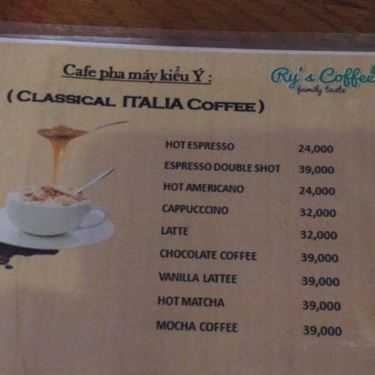 Cafe pha máy kiểu Ý :
Ry's Coffee
family taste
( CLASSICAL ITALIA COFFEE )
HOT ESPRESSO 24,000
ESPRESSO DOUBLE SHOT 39,000
HOT AMERICANO 24,000
CAPPUCCCINO 32,000
LATTE 32,000
CHOCOLATE COFFEE 39,000
VANILLA LATTEE 39,000
HOT MATCHA 39,000
MOCHA COFFEE 39,000